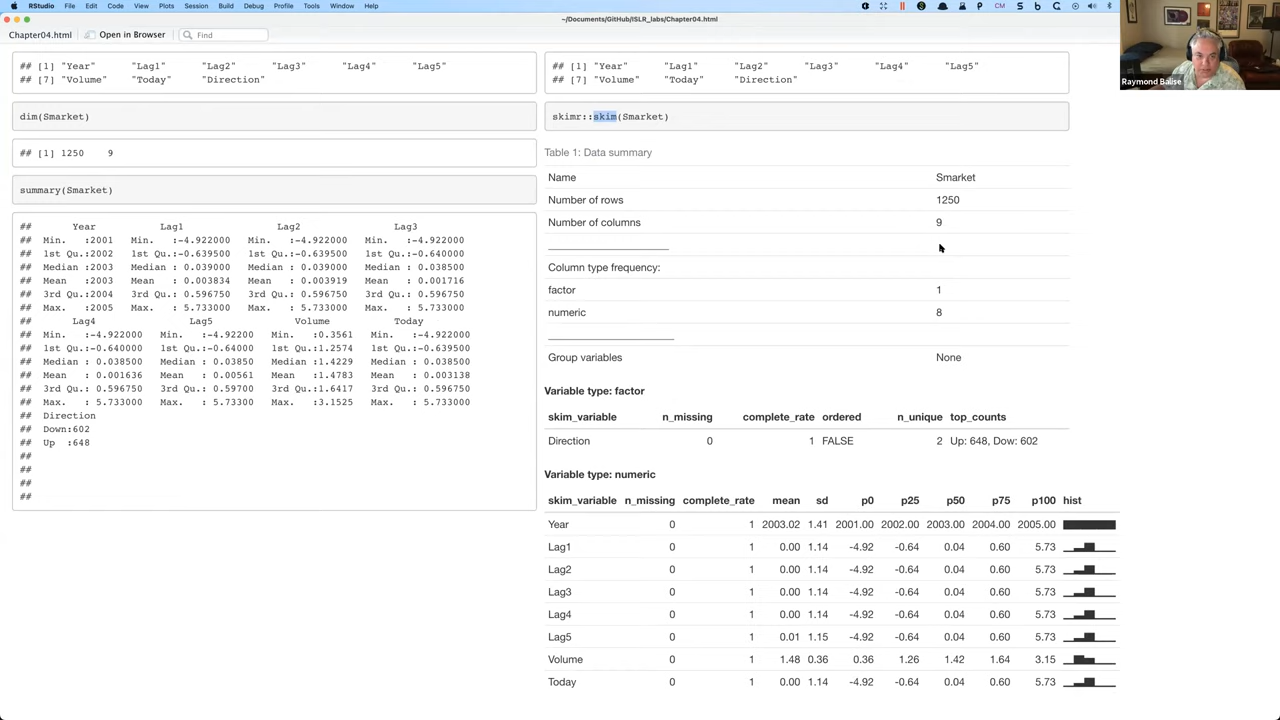 RStudio File Edit Code View Plots Session Build Debug Profile Tools Window Help
~/Documents/GitHub/ISLR_labs/Chapter04.html
Chapter04.html Open in Browser Find
## [1] "Year" "Lag1" "Lag2" "Lag3" "Lag4" "Lag5"
## [7] "Volume" "Today" "Direction"
dim(Smarket)
## [1] 1250 9
summary(Smarket)
## Year Lag1 Lag2 Lag3
## Min. :2001 Min. :-4.922000 Min. :-4.922000 Min. :-4.922000
## 1st Qu.:2002 1st Qu.:-0.639500 1st Qu.:-0.639500 1st Qu.:-0.640000
## Median :2003 Median : 0.039000 Median : 0.039000 Median : 0.038500
## Mean :2003 Mean : 0.003834 Mean : 0.003919 Mean : 0.001716
## 3rd Qu.:2004 3rd Qu.: 0.596750 3rd Qu.: 0.596750 3rd Qu.: 0.596750
## Max. :2005 Max. : 5.733000 Max. : 5.733000 Max. : 5.733000
## Lag4 Lag5 Volume Today
## Min. :-4.922000 Min. :-4.92200 Min. :0.3561 Min. :-4.922000
## 1st Qu.:-0.640000 1st Qu.:-0.64000 1st Qu.:1.2574 1st Qu.:-0.639500
## Median : 0.038500 Median : 0.03850 Median :1.4229 Median : 0.038500
## Mean : 0.001636 Mean : 0.00561 Mean :1.4783 Mean : 0.003138
## 3rd Qu.: 0.596750 3rd Qu.: 0.59700 3rd Qu.:1.6417 3rd Qu.: 0.596750
## Max. : 5.733000 Max. : 5.73300 Max. :3.1525 Max. : 5.733000
## Direction
## Down:602
## Up :648
##
##
##
##
## [1] "Year" "Lag1" "Lag2" "Lag3" "Lag4" "Lag5"
## [7] "Volume" "Today" "Direction"
skimr::skim(Smarket)
Table 1: Data summary
Name Smarket
Number of rows 1250
Number of columns 9
Column type frequency:
factor 1
numeric 8
Group variables None
Variable type: factor
skim_variable n_missing complete_rate ordered n_unique top_counts
Direction 0 1 FALSE 2 Up: 648, Dow: 602
Variable type: numeric
skim_variable n_missing complete_rate mean sd p0 p25 p50 p75 p100 hist
Year 0 1 2003.02 1.41 2001.00 2002.00 2003.00 2004.00 2005.00
Lag1 0 1 0.00 1.14 -4.92 -0.64 0.04 0.60 5.73
Lag2 0 1 0.00 1.14 -4.92 -0.64 0.04 0.60 5.73
Lag3 0 1 0.00 1.14 -4.92 -0.64 0.04 0.60 5.73
Lag4 0 1 0.00 1.14 -4.92 -0.64 0.04 0.60 5.73
Lag5 0 1 0.01 1.15 -4.92 -0.64 0.04 0.60 5.73
Volume 0 1 1.48 0.36 0.36 1.26 1.42 1.64 3.15
Today 0 1 0.00 1.14 -4.92 -0.64 0.04 0.60 5.73
Raymond Balise